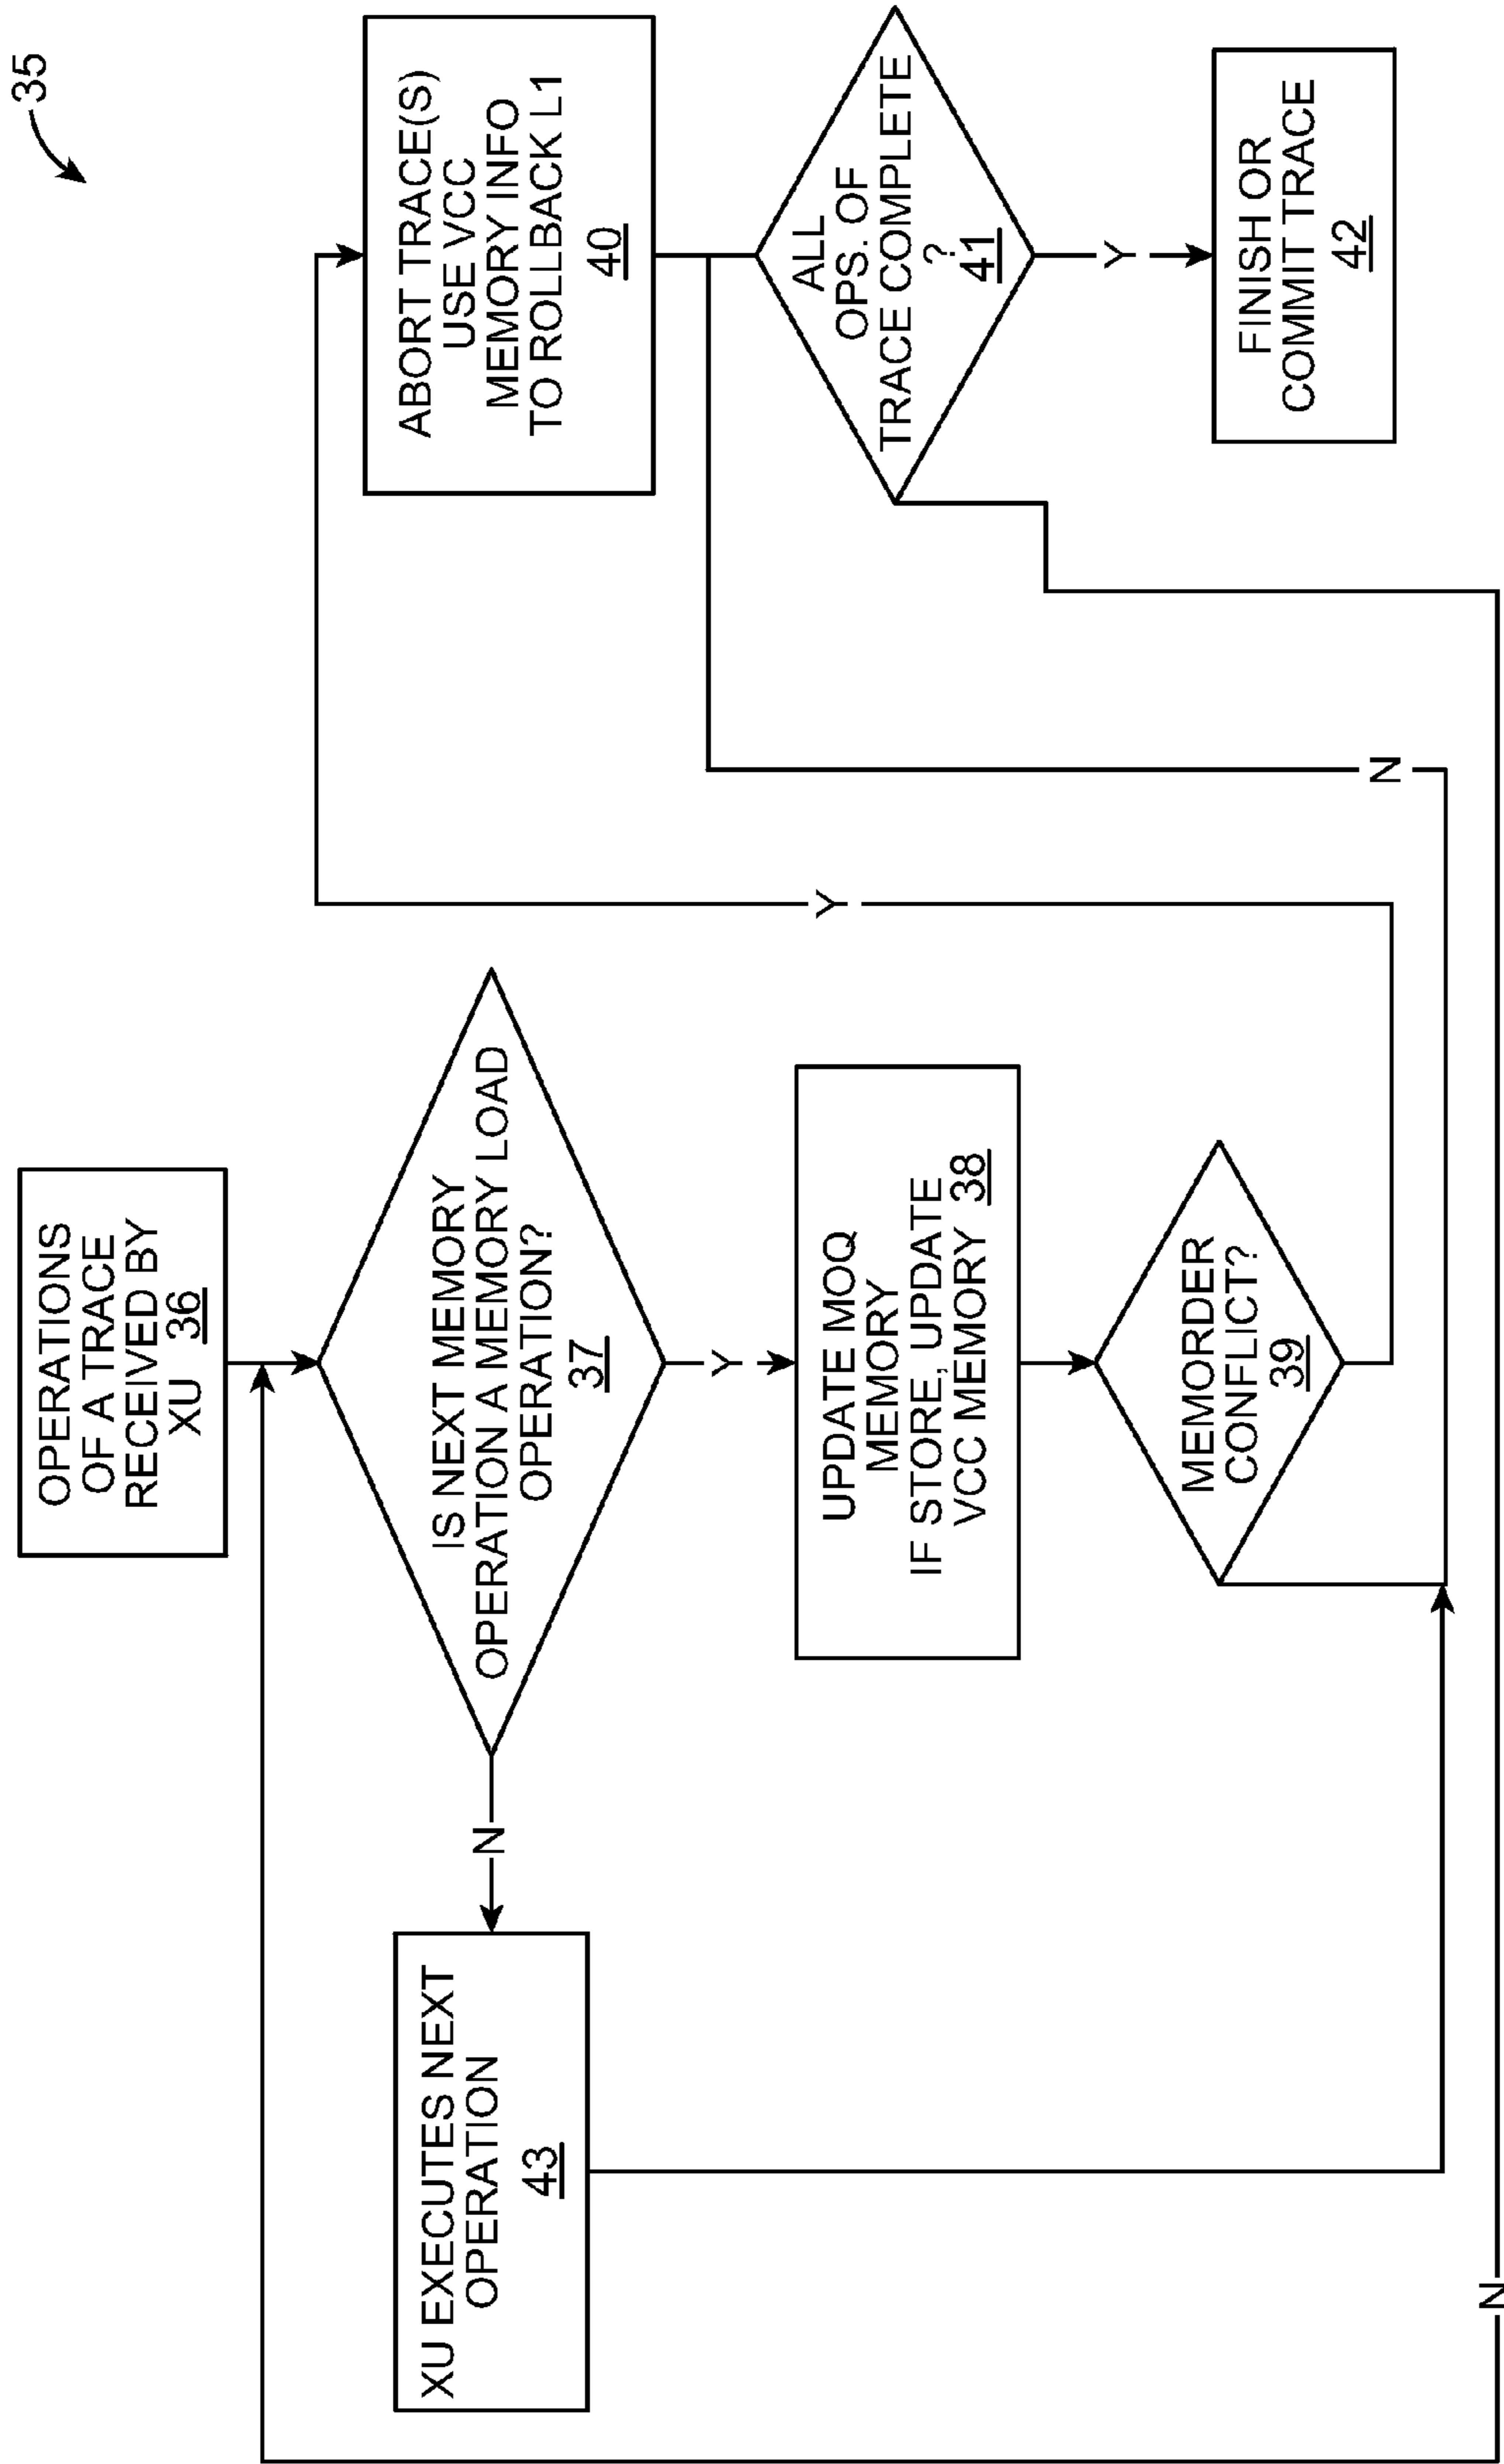 35
OPERATIONS
OF A TRACE
RECEIVED BY
XU 36
IS NEXT MEMORY
OPERATION A MEMORY LOAD
OPERATION?
37
N
XU EXECUTES NEXT
OPERATION
43
Y
UPDATE MOQ
MEMORY
IF STORE, UPDATE
VCC MEMORY 38
MEMORDER
CONFLICT?
39
Y
N
ABORT TRACE(S)
USE VCC
MEMORY INFO
TO ROLLBACK L1
40
ALL
OPS. OF
TRACE COMPLETE
?
41
Y
N
FINISH OR
COMMIT TRACE
42